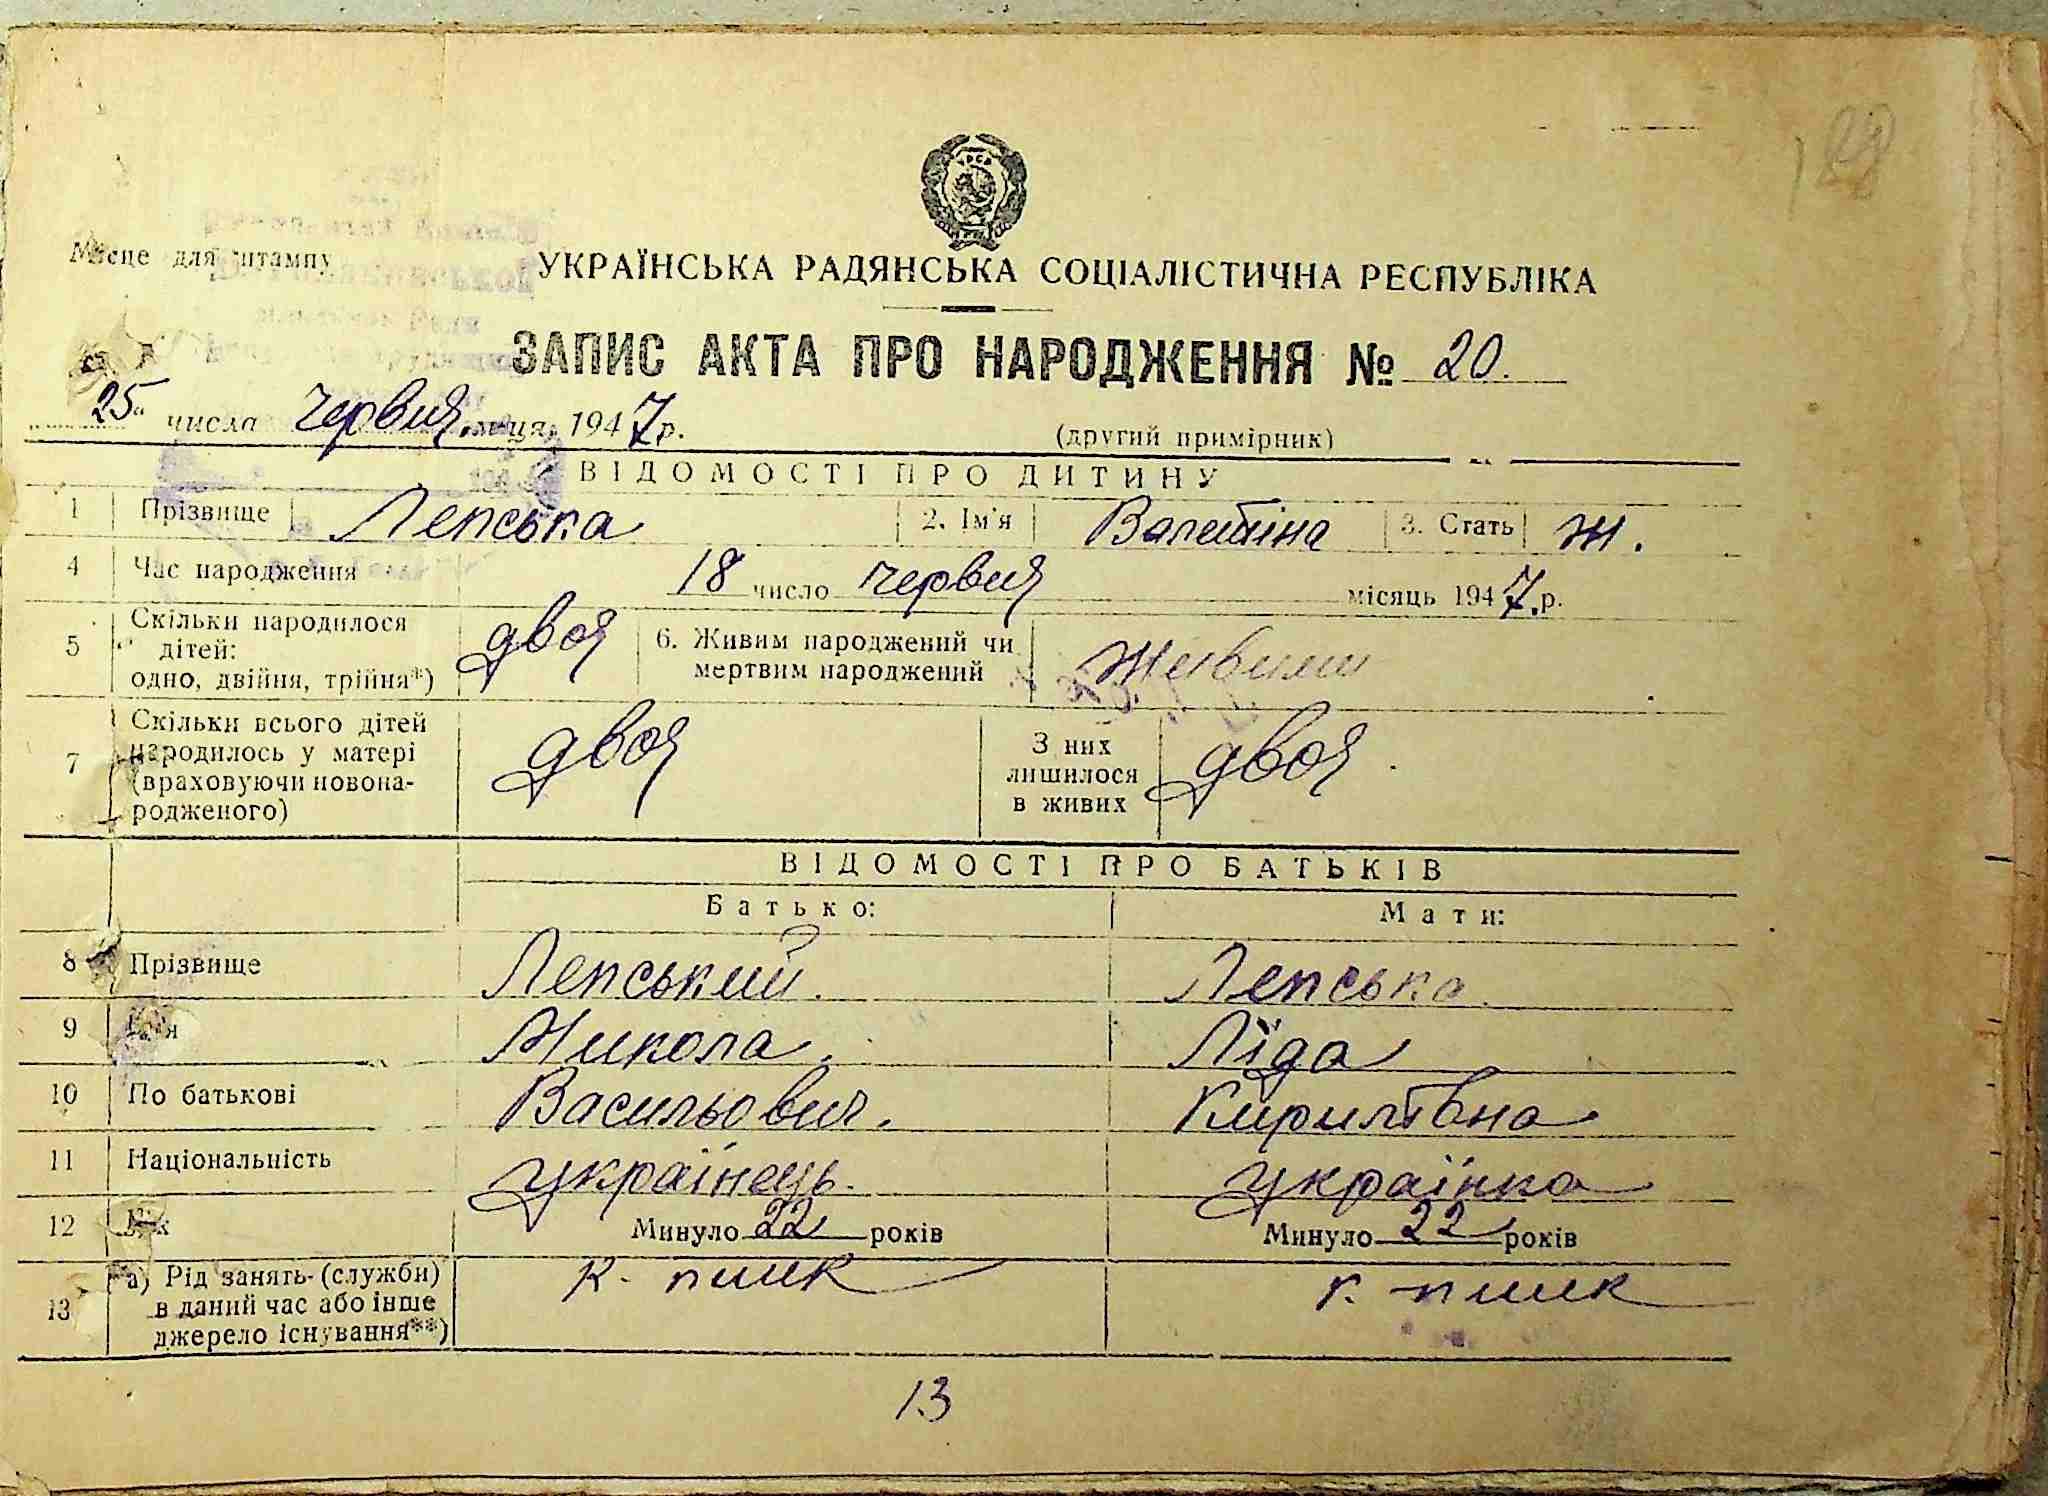 128
Місце для штампу
УКРАЇНСЬКА РАДЯНСЬКА СОЦІАЛІСТИЧНА РЕСПУБЛІКА
ЗАПИС АКТА ПРО НАРОДЖЕННЯ № 20.
25 числа червня м-ця, 1947 р.
(другий примірник)
ВІДОМОСТІ ПРО ДИТИНУ
1 Прізвище Лепська 2. Ім'я Валентіна 3. Стать ж.
4 Час народження 18 число червня місяць 1947 р.
5 Скільки народилося дітей: одно, двійня, трійня*) двоя 6. Живим народжений чи мертвим народжений Живими
7 Скільки всього дітей народилось у матері (враховуючи новонародженого) двоя З них лишилося в живих двоя
ВІДОМОСТІ ПРО БАТЬКІВ
Батько: Мати:
8 Прізвище Лепський. Лепська
9 Ім'я Микола. Ліда
10 По батькові Васильович. Кирилівна
11 Національність українець. українка
12 Вік Минуло 22 років Минуло 22 років
13 а) Рід занять (служби) в даний час або інше джерело існування**) к-пник к-пник
13